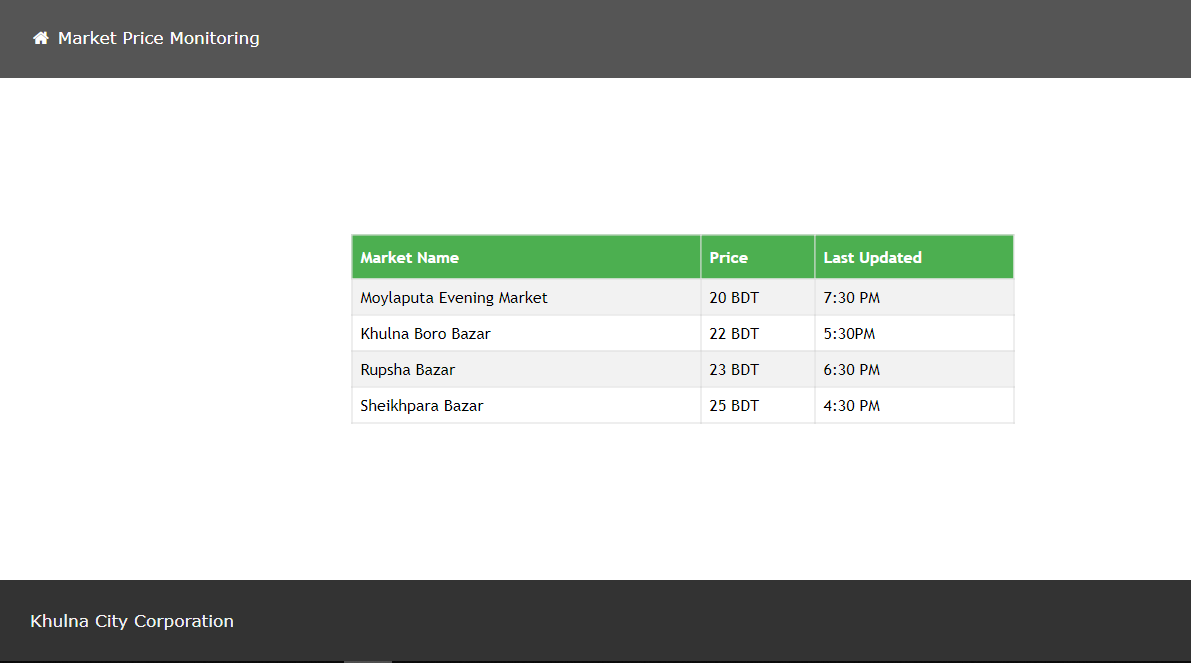 Market Price Monitoring
Market Name Price Last Updated
Moylaputa Evening Market 20 BDT 7:30 PM
Khulna Boro Bazar 22 BDT 5:30PM
Rupsha Bazar 23 BDT 6:30 PM
Sheikhpara Bazar 25 BDT 4:30 PM
Khulna City Corporation